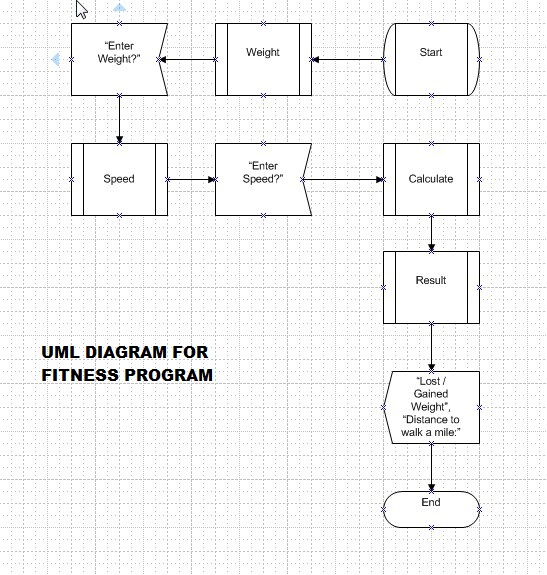 Start
Weight
“Enter
Weight?”
Speed
“Enter
Speed?”
Calculate
Result
“Lost /
Gained
Weight”,
“Distance to
walk a mile:”
End
UML DIAGRAM FOR
FITNESS PROGRAM